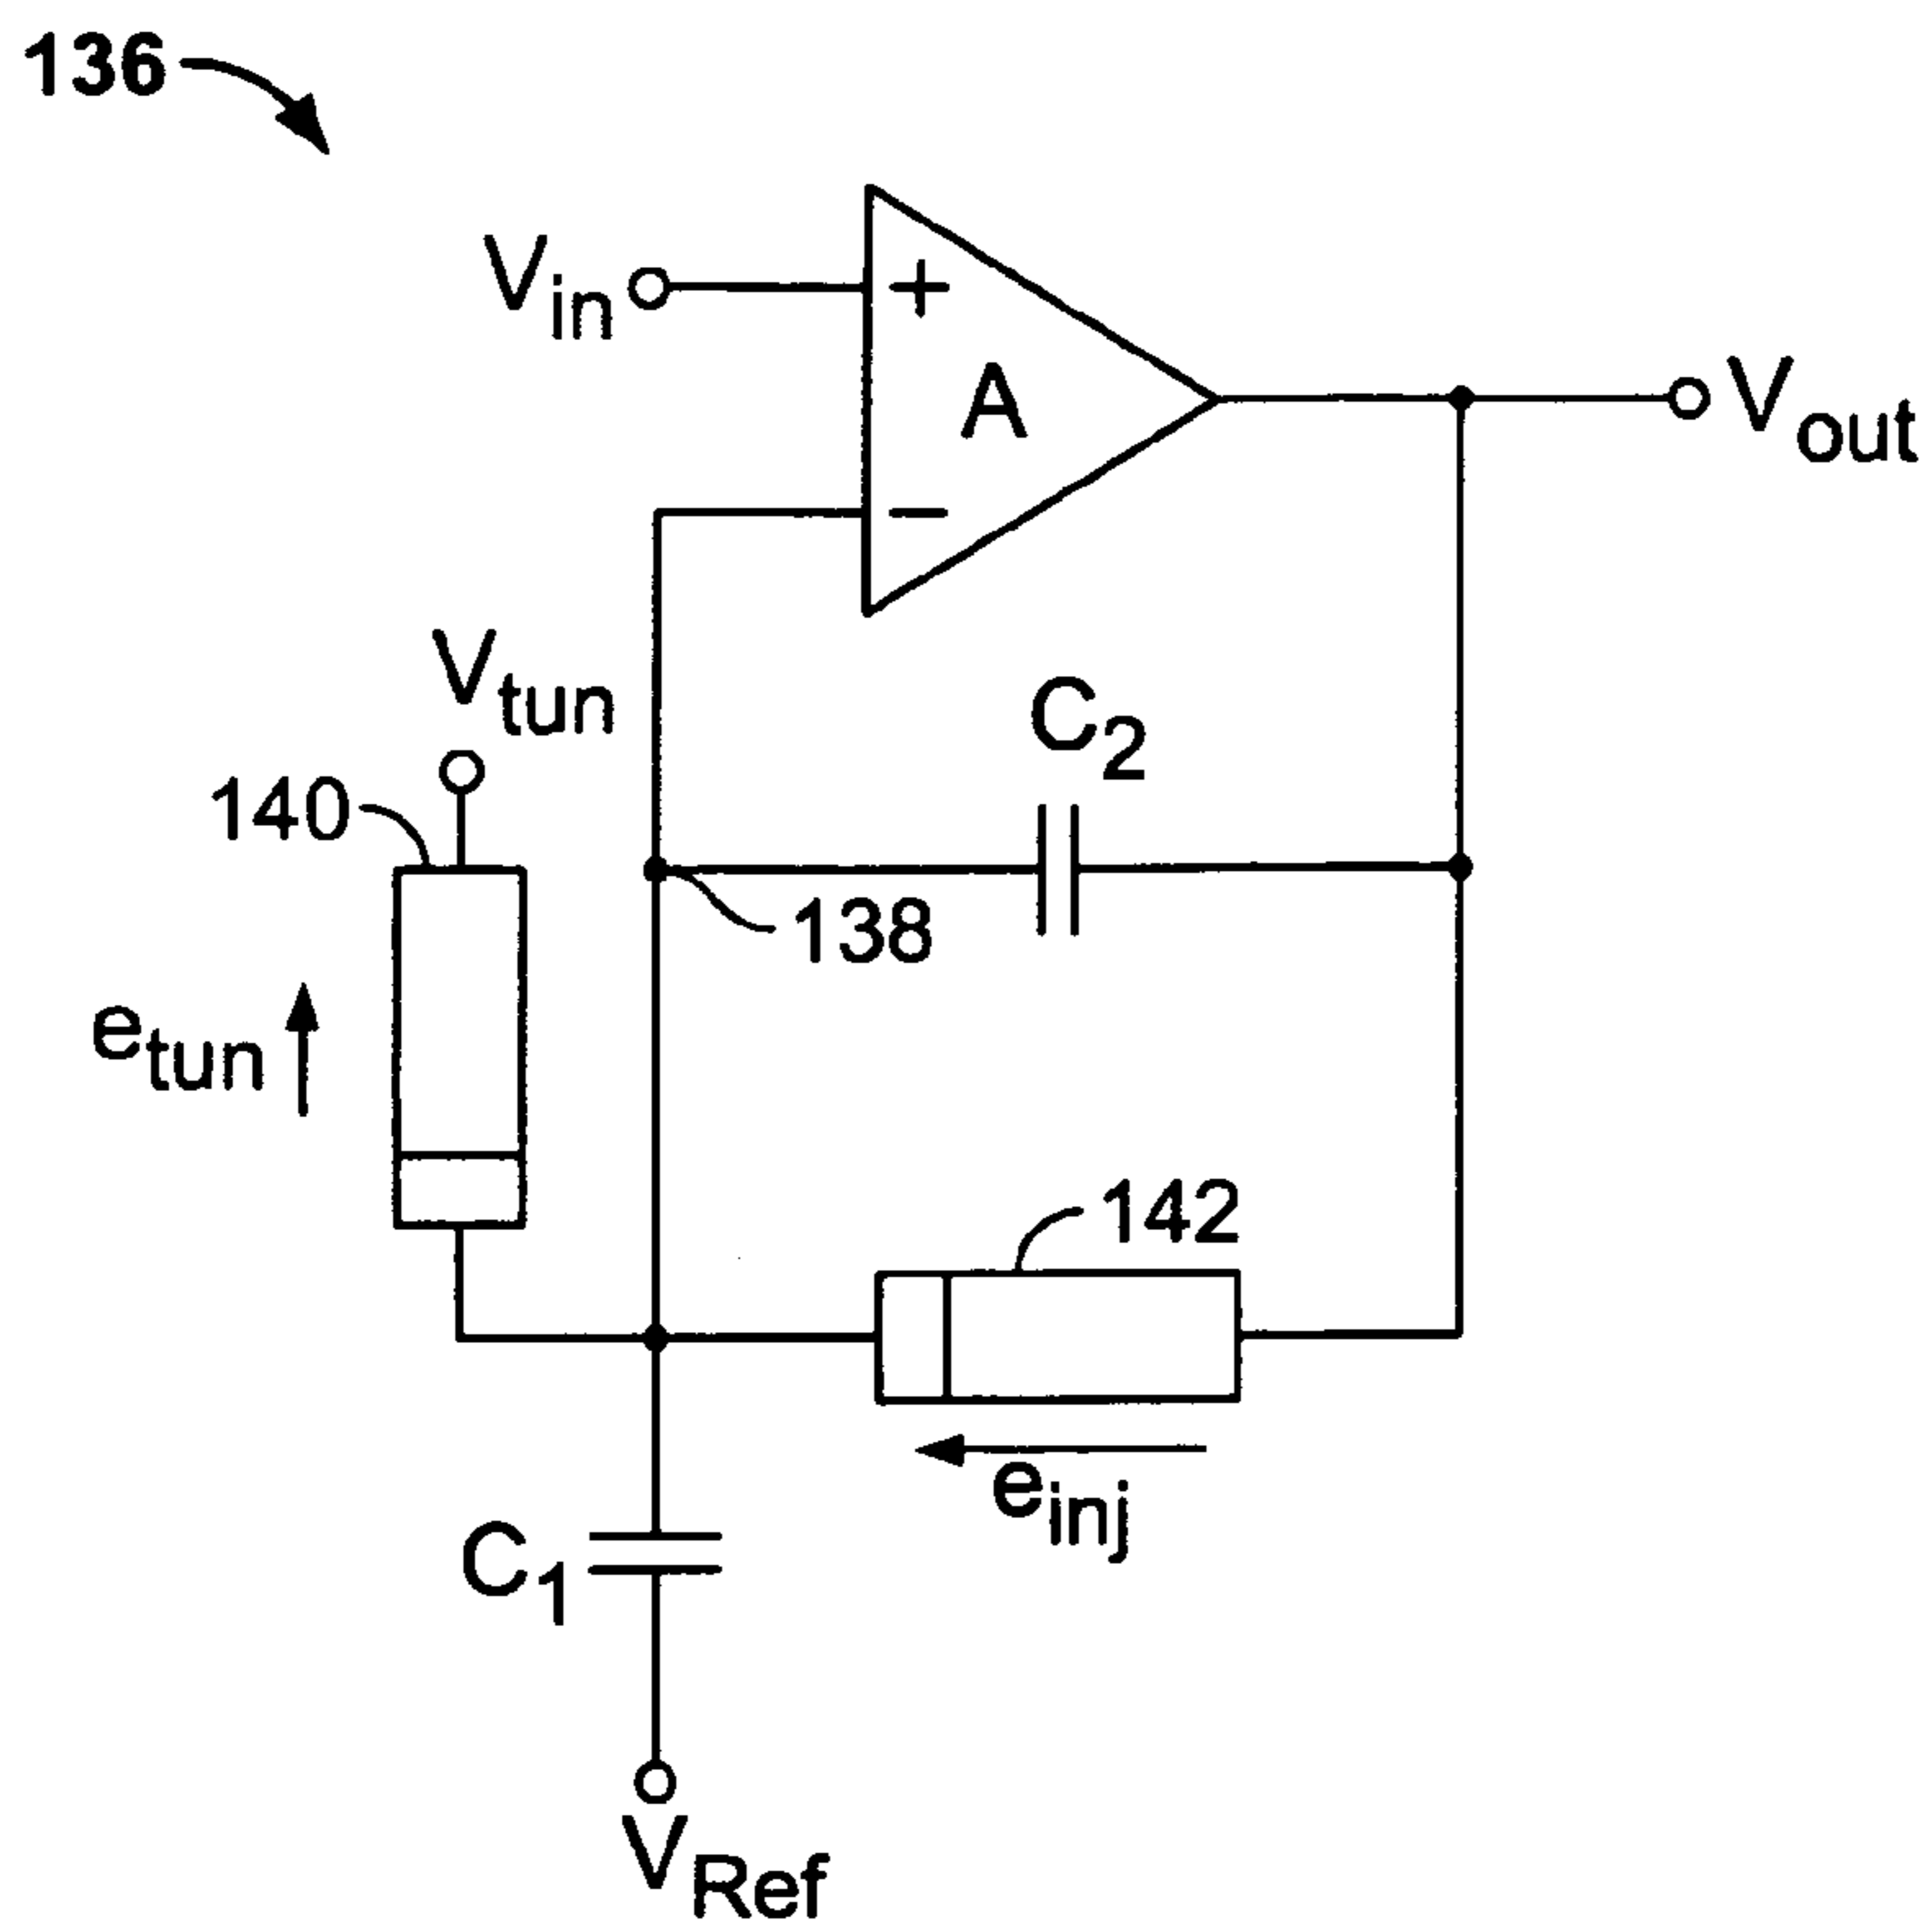 136
Vin
+
A
Vout
−
Vtun
C2
140
138
etun
142
einj
C1
VRef